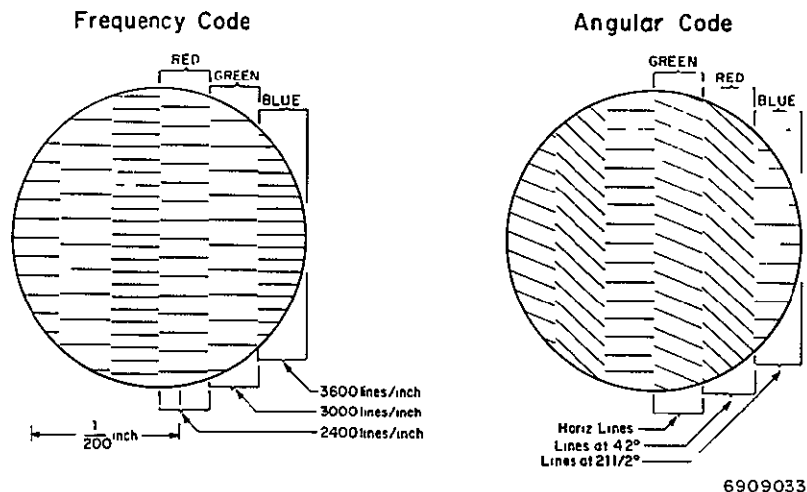 Frequency Code
RED
GREEN
BLUE
3600 lines/inch
3000 lines/inch
2400 lines/inch
1/200 inch
Angular Code
GREEN
RED
BLUE
Horiz Lines
Lines at 42°
Lines at 21 1/2°
6909033